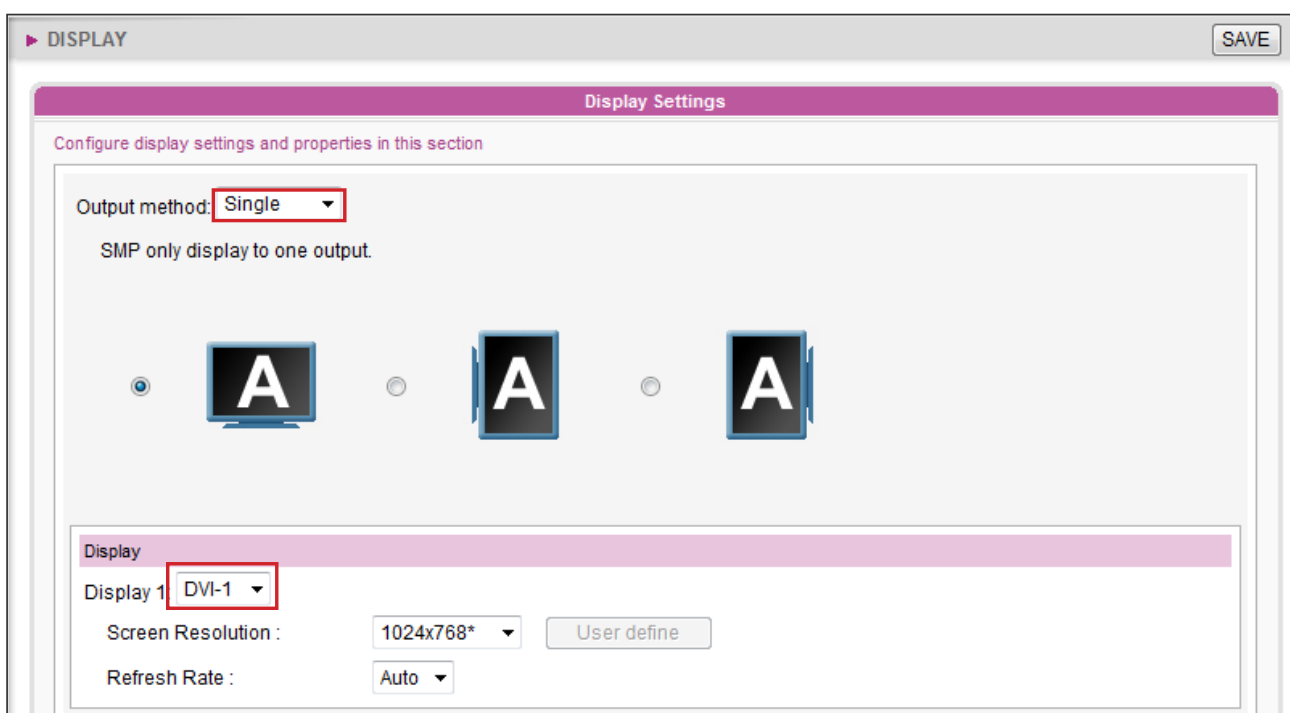 DISPLAY SAVE
Display Settings
Configure display settings and properties in this section
Output method: Single
SMP only display to one output.
A A A
Display
Display 1: DVI-1
Screen Resolution : 1024x768* User define
Refresh Rate : Auto